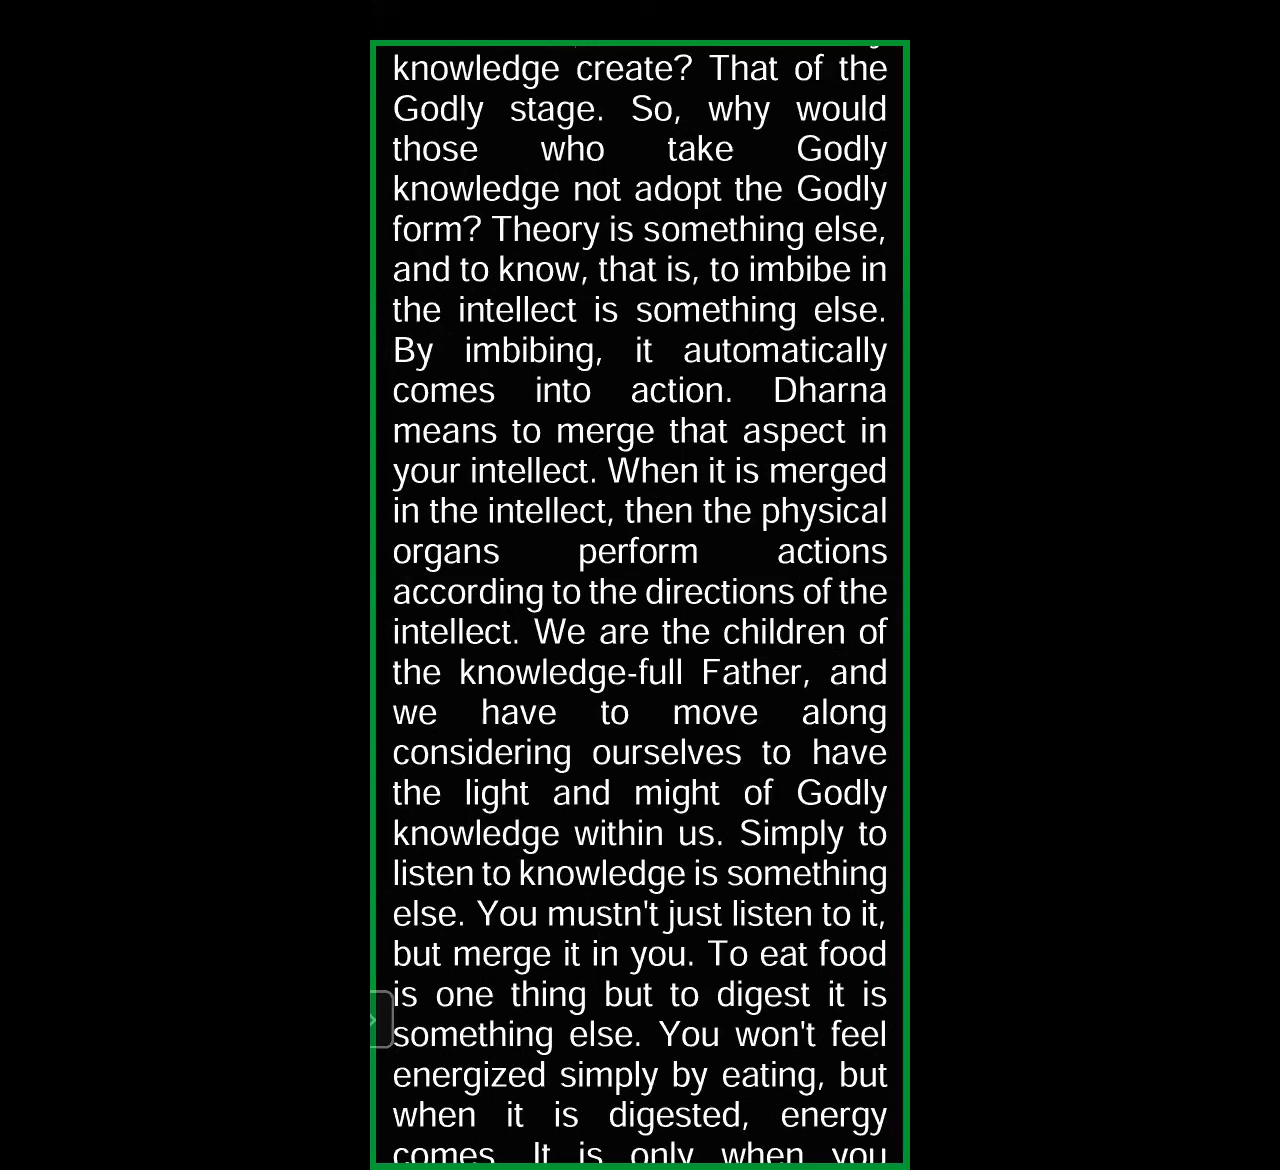 knowledge create? That of the
Godly stage. So, why would
those who take Godly
knowledge not adopt the Godly
form? Theory is something else,
and to know, that is, to imbibe in
the intellect is something else.
By imbibing, it automatically
comes into action. Dharna
means to merge that aspect in
your intellect. When it is merged
in the intellect, then the physical
organs perform actions
according to the directions of the
intellect. We are the children of
the knowledge-full Father, and
we have to move along
considering ourselves to have
the light and might of Godly
knowledge within us. Simply to
listen to knowledge is something
else. You mustn't just listen to it,
but merge it in you. To eat food
is one thing but to digest it is
something else. You won't feel
energized simply by eating, but
when it is digested, energy
comes. It is only when you